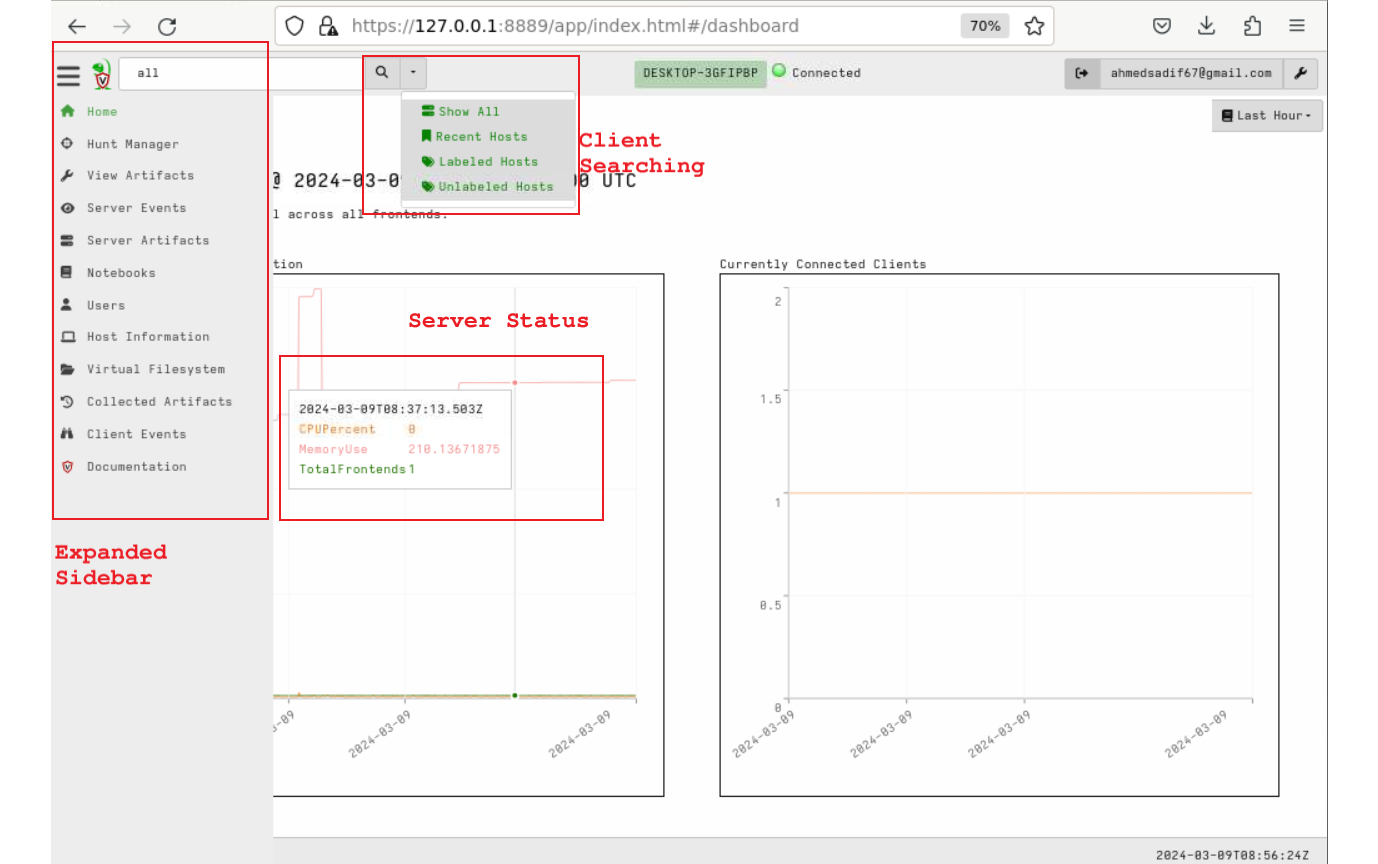 https://127.0.0.1:8889/app/index.html#/dashboard
70%
all
DESKTOP-3GFIPBP
Connected
ahmedsadif67@gmail.com
Last Hour
Home
Hunt Manager
View Artifacts
Server Events
Server Artifacts
Notebooks
Users
Host Information
Virtual Filesystem
Collected Artifacts
Client Events
Documentation
Expanded
Sidebar
Show All
Recent Hosts
Labeled Hosts
Unlabeled Hosts
Client
Searching
@ 2024-03-0 00 UTC
l across all frontends.
tion
Server Status
2024-03-09T08:37:13.503Z
CPUPercent 0
MemoryUse 210.13671875
TotalFrontends 1
3-09
2024-03-09
2024-03-09
Currently Connected Clients
2
1.5
1
0.5
0
2024-03-09
2024-03-09
2024-03-09
2024-03-09
2024-03-09T08:56:24Z